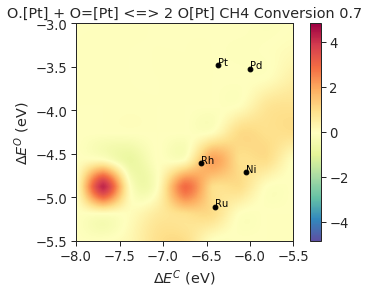 O.[Pt] + O=[Pt] <=> 2 O[Pt] CH4 Conversion 0.7
−3.0
−3.5
−4.0
−4.5
−5.0
−5.5
ΔE^O (eV)
Pt
Pd
Rh
Ni
Ru
−8.0 −7.5 −7.0 −6.5 −6.0 −5.5
ΔE^C (eV)
4
2
0
−2
−4